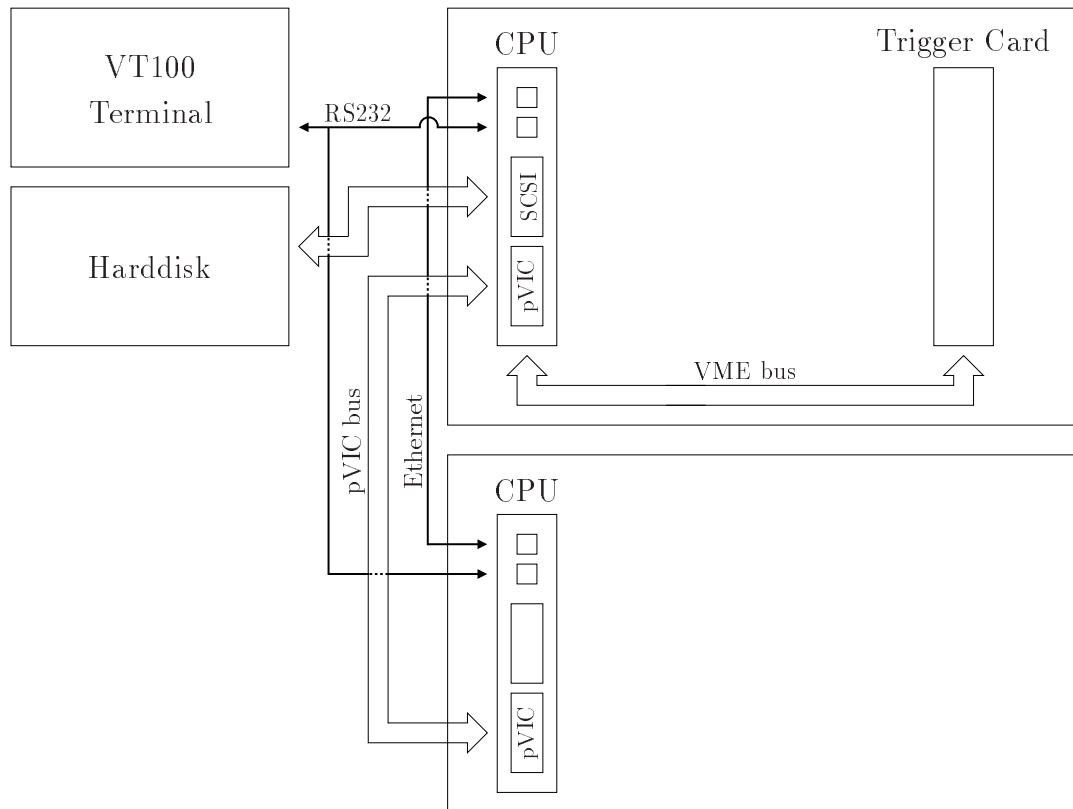 VT100
Terminal
Harddisk
RS232
CPU
Trigger Card
SCSI
pVIC
VME bus
pVIC bus
Ethernet
CPU
pVIC